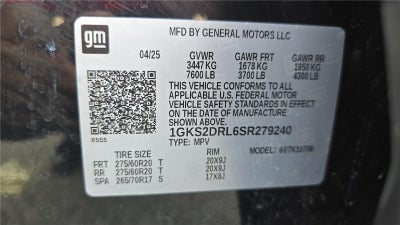 gm
MFD BY GENERAL MOTORS LLC
04/25 GVWR GAWR FRT GAWR RR
3447 KG 1678 KG 1950 KG
7600 LB 3700 LB 4300 LB
THIS VEHICLE CONFORMS TO ALL
APPLICABLE U.S. FEDERAL MOTOR
VEHICLE SAFETY STANDARDS IN
EFFECT ON THE DATE OF
MANUFACTURE SHOWN ABOVE.
1GKS2DRL6SR279240
TYPE: MPV
TIRE SIZE RIM
FRT 275/60R20 T 20X9J
RR 275/60R20 T 20X9J
SPA 265/70R17 S 17X8J